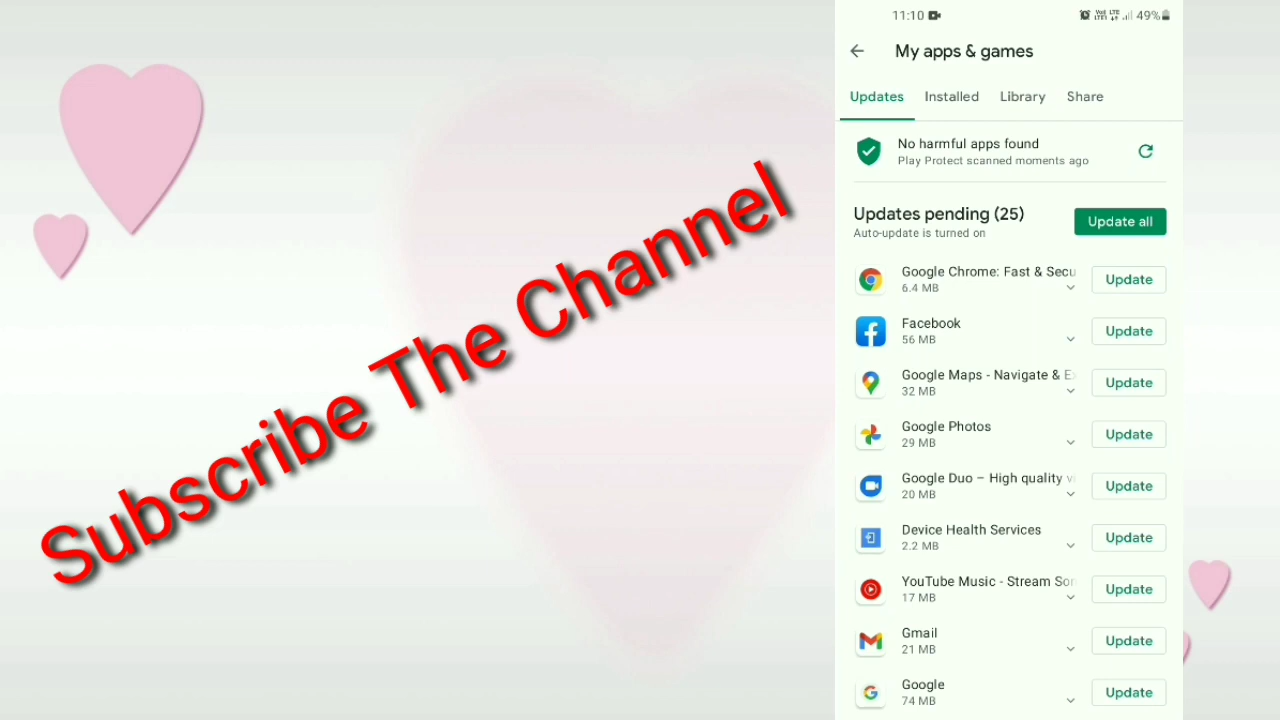 Subscribe The Channel
11:10
Vo) LTE
LTE1
49%
My apps & games
Updates Installed Library Share
No harmful apps found
Play Protect scanned moments ago
Updates pending (25)
Update all
Auto-update is turned on
Google Chrome: Fast & Secu
6.4 MB
Update
Facebook
56 MB
Update
Google Maps - Navigate & E
32 MB
Update
Google Photos
29 MB
Update
Google Duo – High quality v
20 MB
Update
Device Health Services
2.2 MB
Update
YouTube Music - Stream Son
17 MB
Update
Gmail
21 MB
Update
Google
74 MB
Update